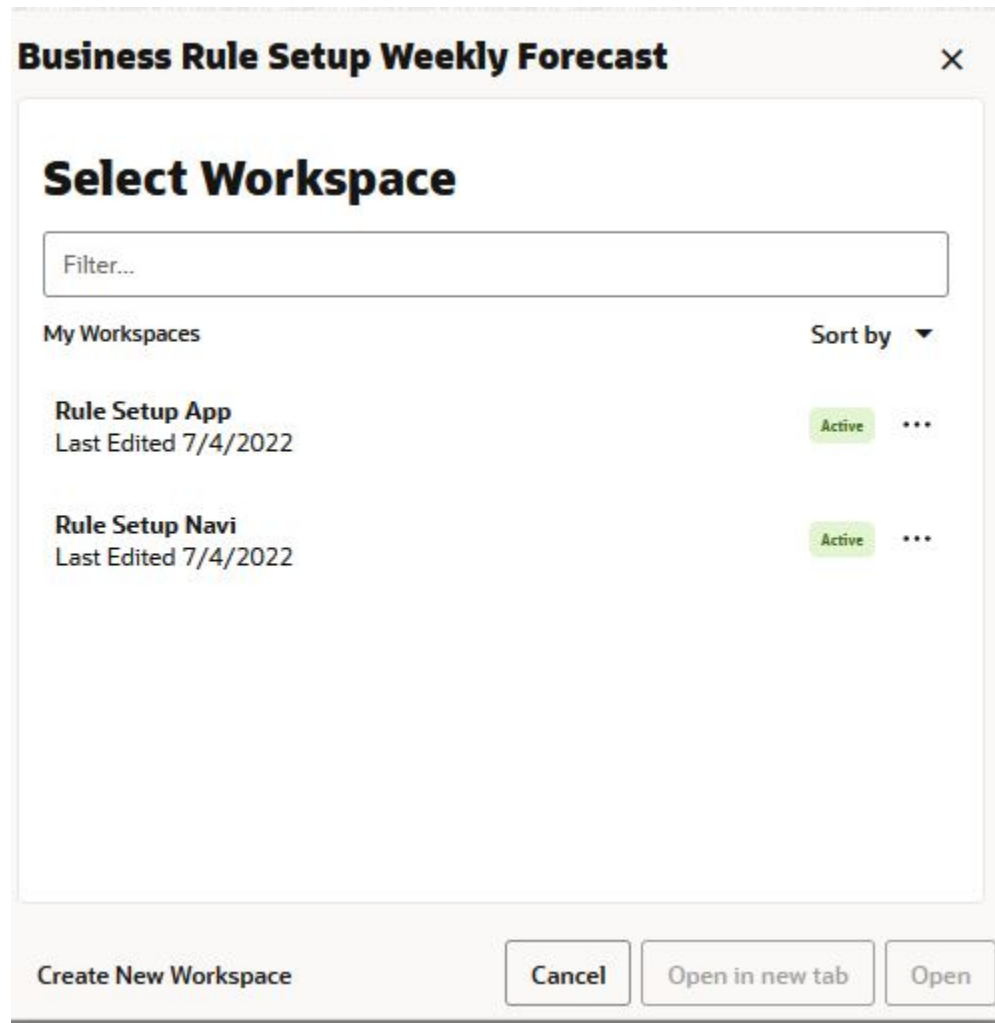 Business Rule Setup Weekly Forecast
Select Workspace
Filter...
My Workspaces
Sort by
Rule Setup App
Last Edited 7/4/2022
Active
Rule Setup Navi
Last Edited 7/4/2022
Active
Create New Workspace
Cancel
Open in new tab
Open